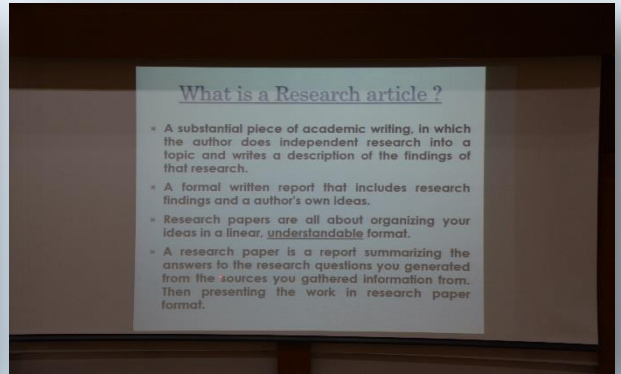 What is a Research article ?
▪ A substantial piece of academic writing, in which
the author does independent research into a
topic and writes a description of the findings of
that research.
▪ A formal written report that includes research
findings and a author's own ideas.
▪ Research papers are all about organizing your
ideas in a linear, understandable format.
▪ A research paper is a report summarizing the
answers to the research questions you generated
from the sources you gathered information from.
Then presenting the work in research paper
format.